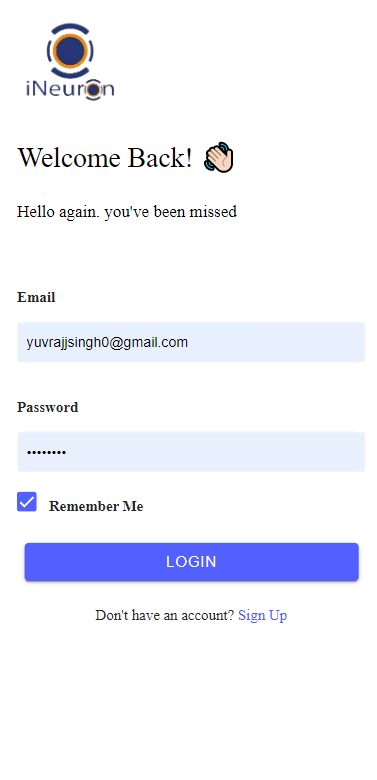 iNeuron
Welcome Back! 👋
Hello again. you've been missed
Email
yuvrajjsingh0@gmail.com
Password
••••••••
Remember Me
LOGIN
Don't have an account? Sign Up